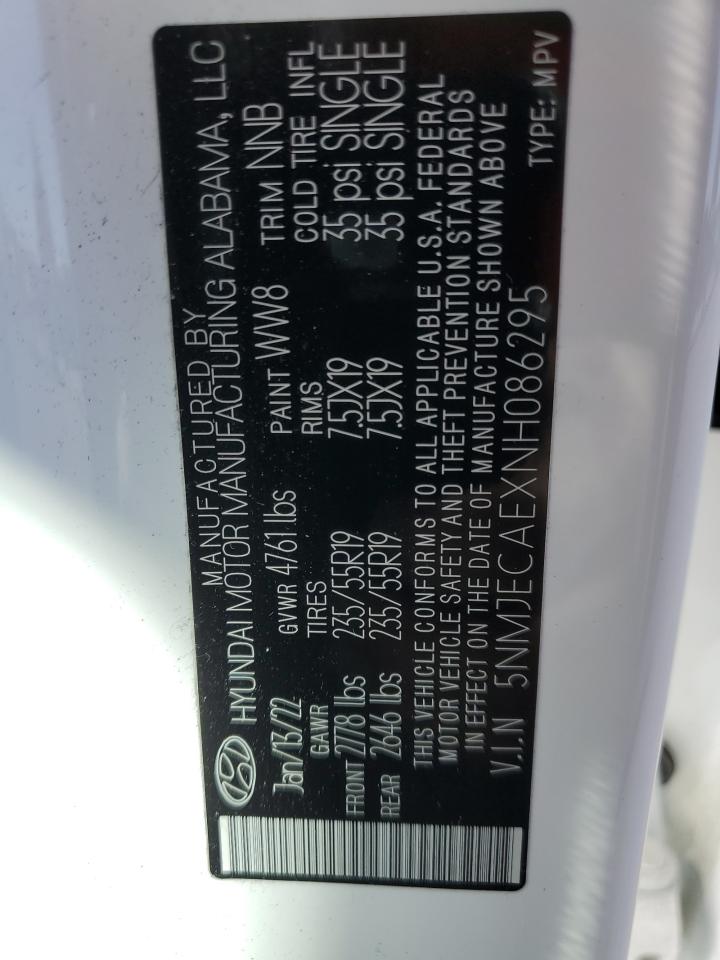 MANUFACTURED BY
HYUNDAI MOTOR MANUFACTURING ALABAMA, LLC
Jan/13/22 GVWR 4761 lbs PAINT WW8 TRIM NNB
GAWR TIRES RIMS COLD TIRE INFL
FRONT 2778 lbs 235/55R19 7.5JX19 35 psi SINGLE
REAR 2646 lbs 235/55R19 7.5JX19 35 psi SINGLE
THIS VEHICLE CONFORMS TO ALL APPLICABLE U.S.A. FEDERAL
MOTOR VEHICLE SAFETY AND THEFT PREVENTION STANDARDS
IN EFFECT ON THE DATE OF MANUFACTURE SHOWN ABOVE
V.I.N 5NMJECAEXNH086295 TYPE: MPV